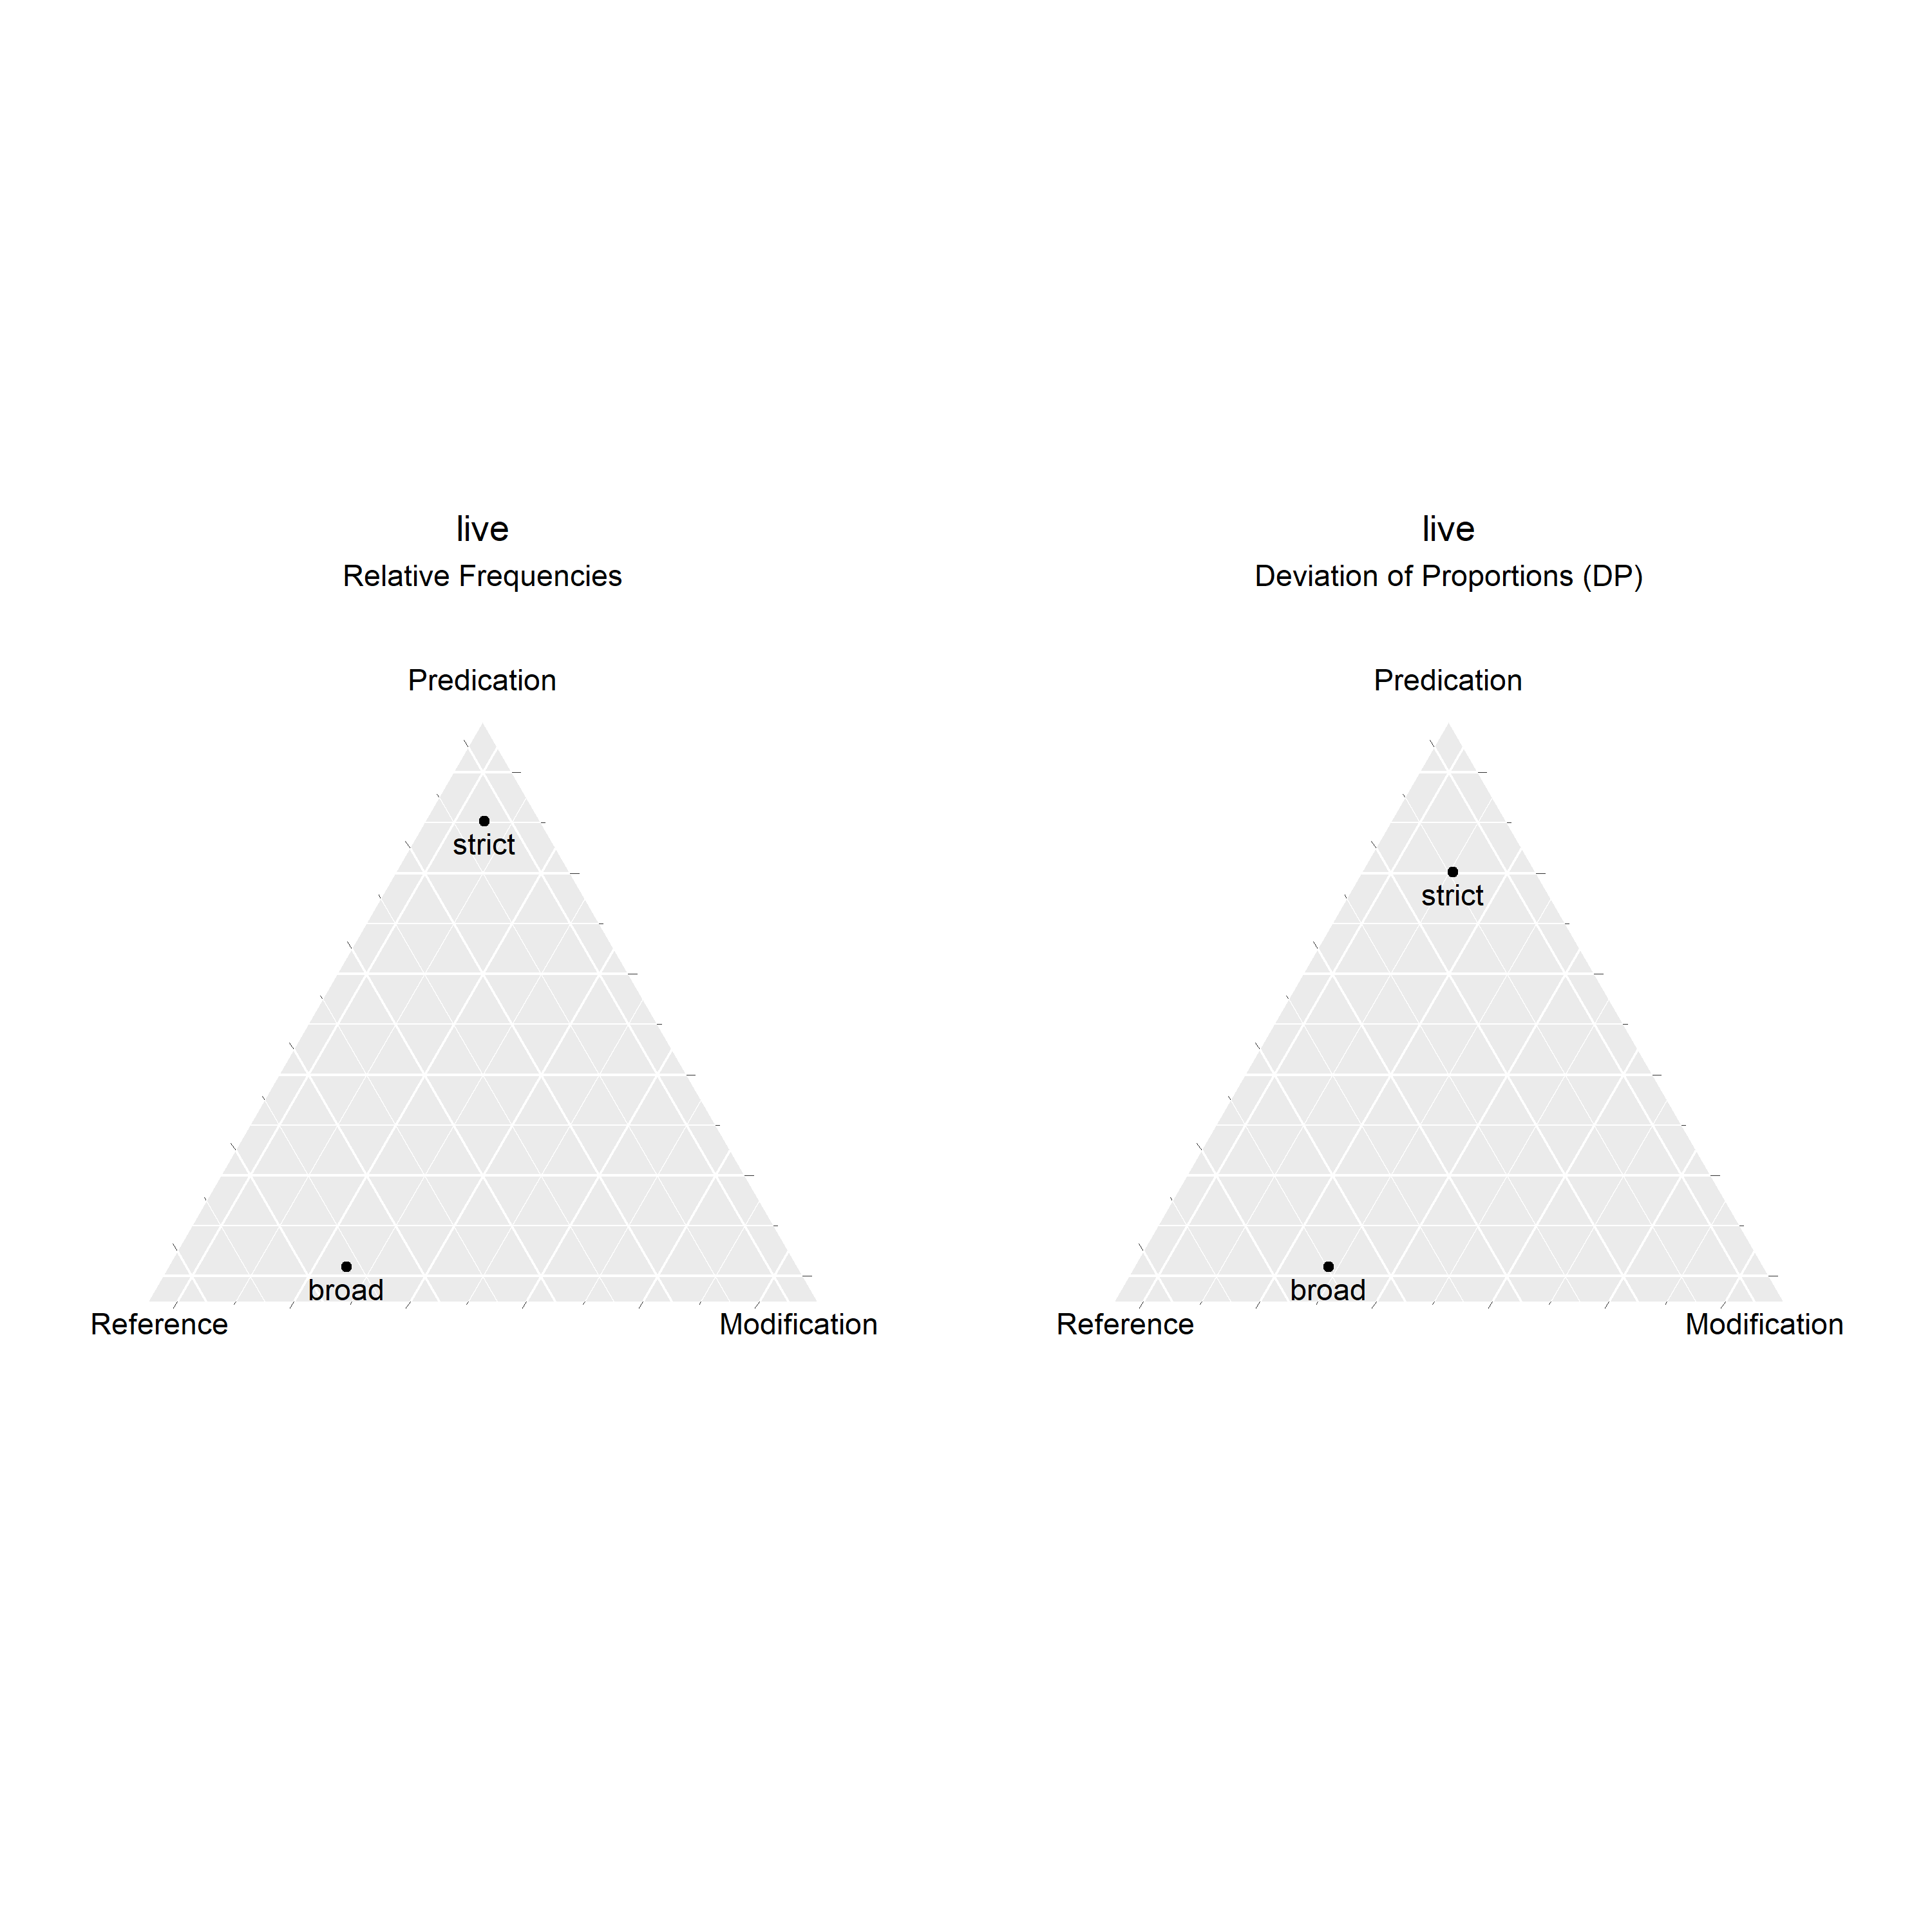 live
Relative Frequencies
Predication
strict
broad
Reference
Modification
live
Deviation of Proportions (DP)
Predication
strict
broad
Reference
Modification